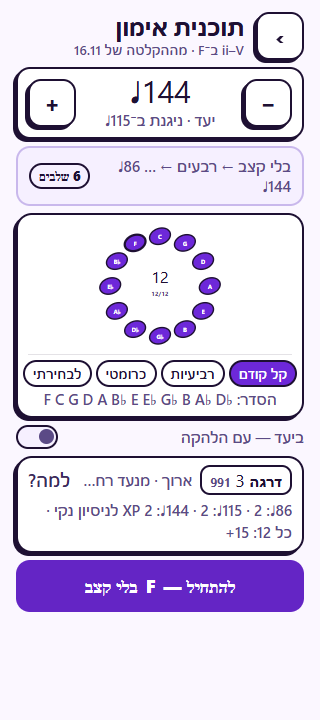 תוכנית אימון
ii–V ב־F · מההקלטה של 16.11
‹
−
♩144
+
יעד · ניגנת ב־♩115
בלי קצב ← רבעים ← ... ♩86
♩144
6 שלבים
C
G
D
A
E
B
G♭
D♭
A♭
E♭
B♭
F
12
12/12
קל קודם
רביעיות
כרומטי
לבחירתי
הסדר: F C G D A B♭ E E♭ G♭ B A♭ D♭
ביעד — עם הלהקה
דרגה 3 991
ארוך · מנעד רח...
למה?
♩86: 2 · ♩115: 2 · ♩144: 2 XP לניסיון נקי ·
כל 12: 15+
להתחיל — F בלי קצב